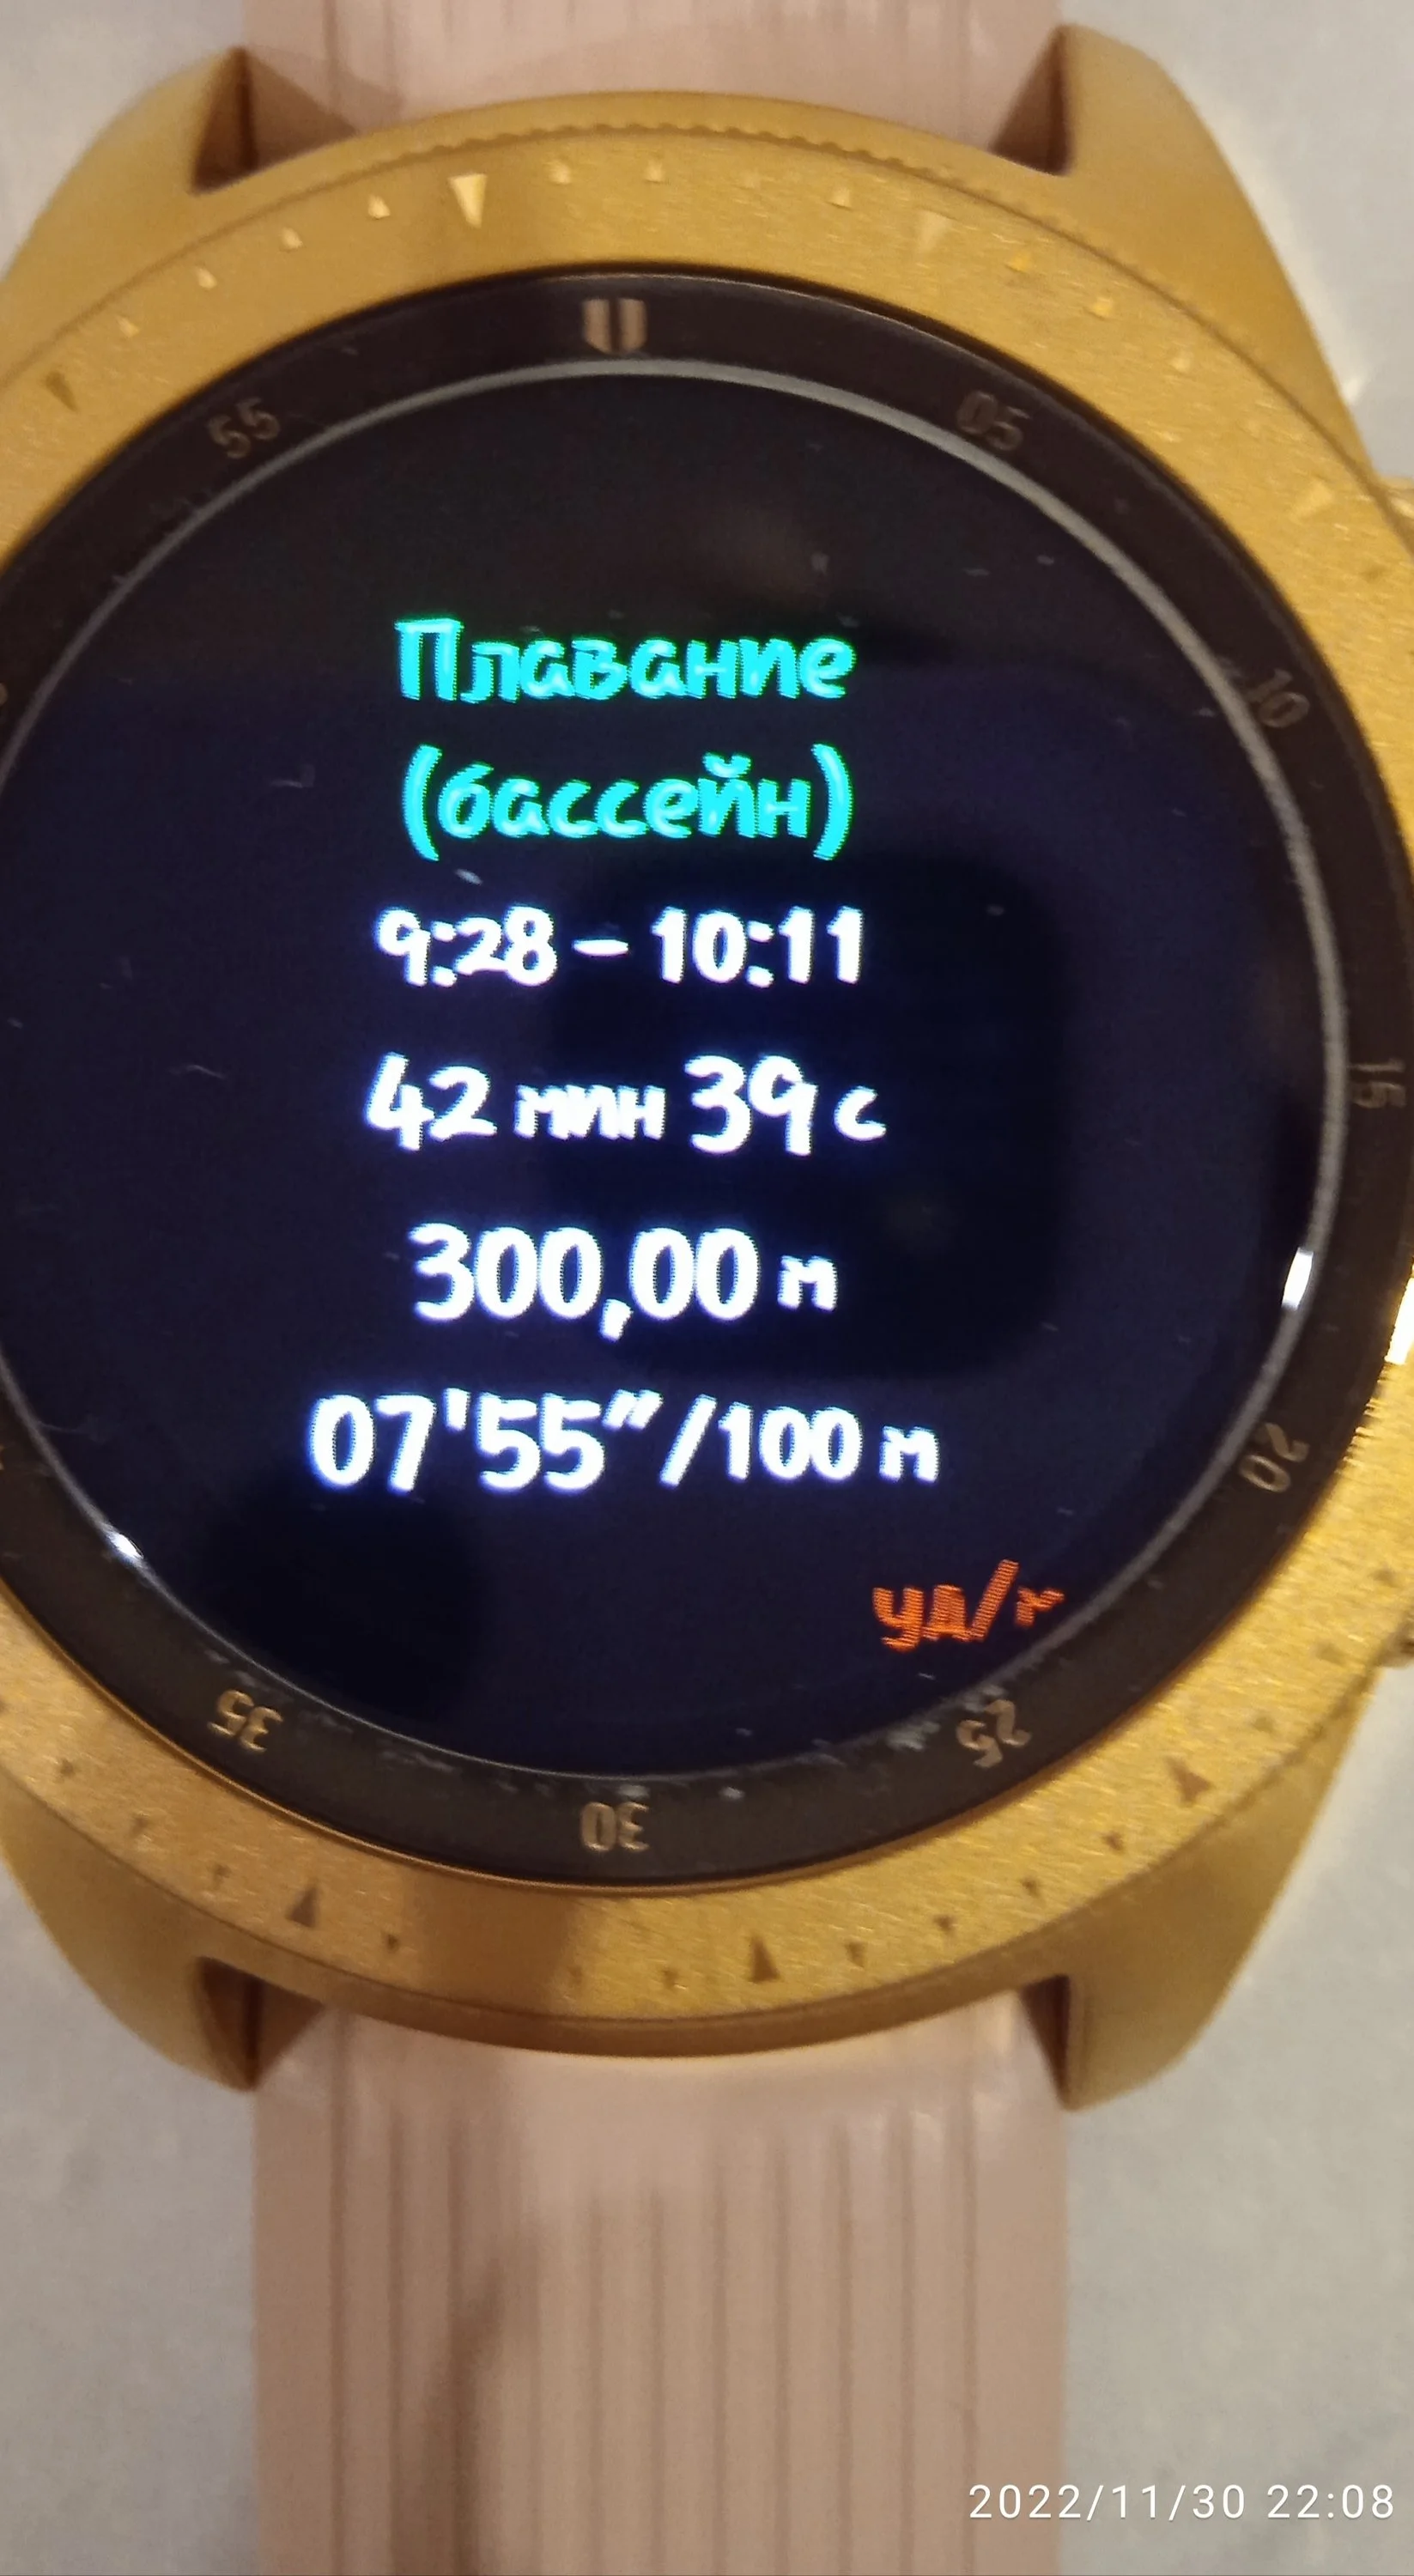 55
05
10
Плавание
(бассейн)
9:28 – 10:11
42 мин 39 с
300,00 м
07'55"/100 м
15
20
уд/м
35
25
30
2022/11/30 22:08